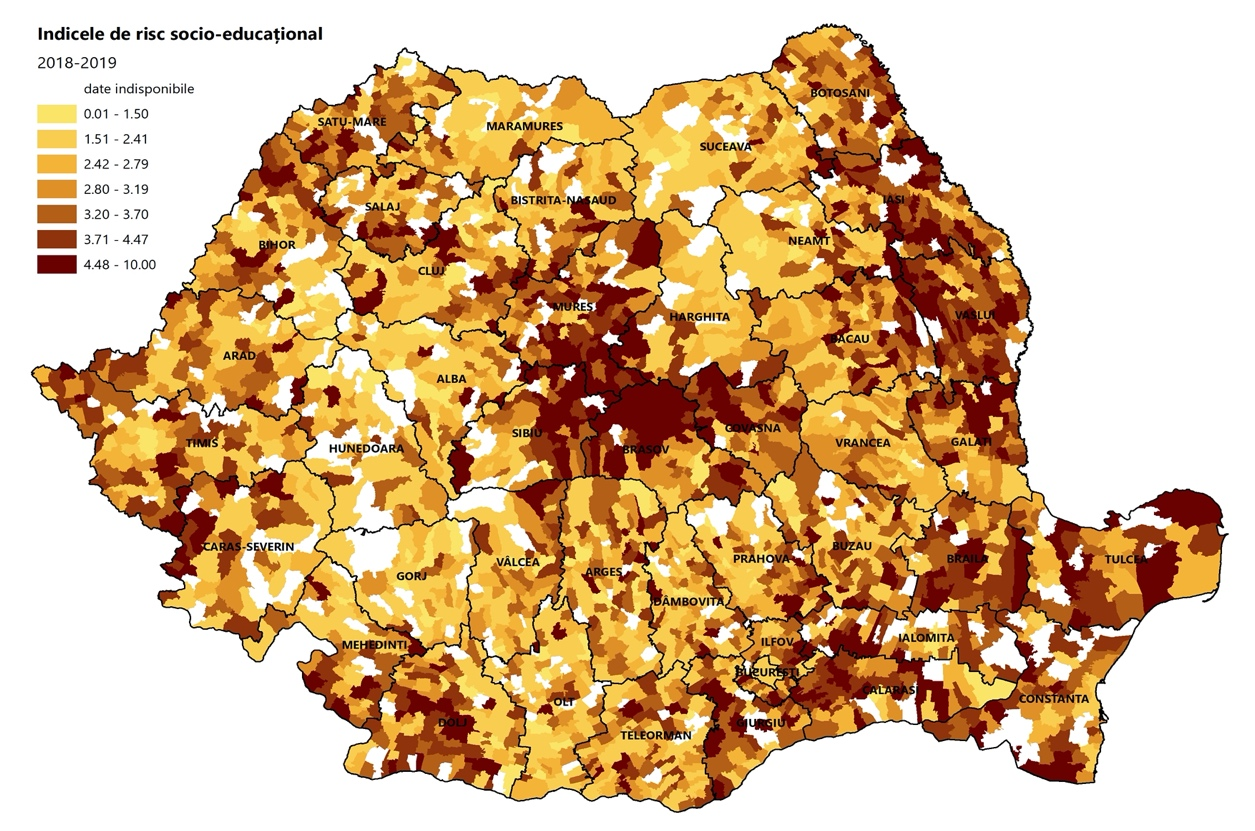 Indicele de risc socio-educațional
2018-2019
date indisponibile
0.01 - 1.50
1.51 - 2.41
2.42 - 2.79
2.80 - 3.19
3.20 - 3.70
3.71 - 4.47
4.48 - 10.00
BOTOSANI
SATU-MARE
MARAMURES
SUCEAVA
SALAJ
BISTRITA-NASAUD
IASI
BIHOR
NEAMT
CLUJ
MURES
HARGHITA
VASLUI
BACAU
ARAD
ALBA
TIMIS
HUNEDOARA
SIBIU
BRASOV
COVASNA
VRANCEA
GALATI
CARAS-SEVERIN
GORJ
VÂLCEA
ARGES
PRAHOVA
BUZAU
BRAILA
TULCEA
DÂMBOVITA
MEHEDINTI
ILFOV
IALOMITA
BUCURESTI
CALARASI
CONSTANTA
OLT
DOLJ
GIURGIU
TELEORMAN